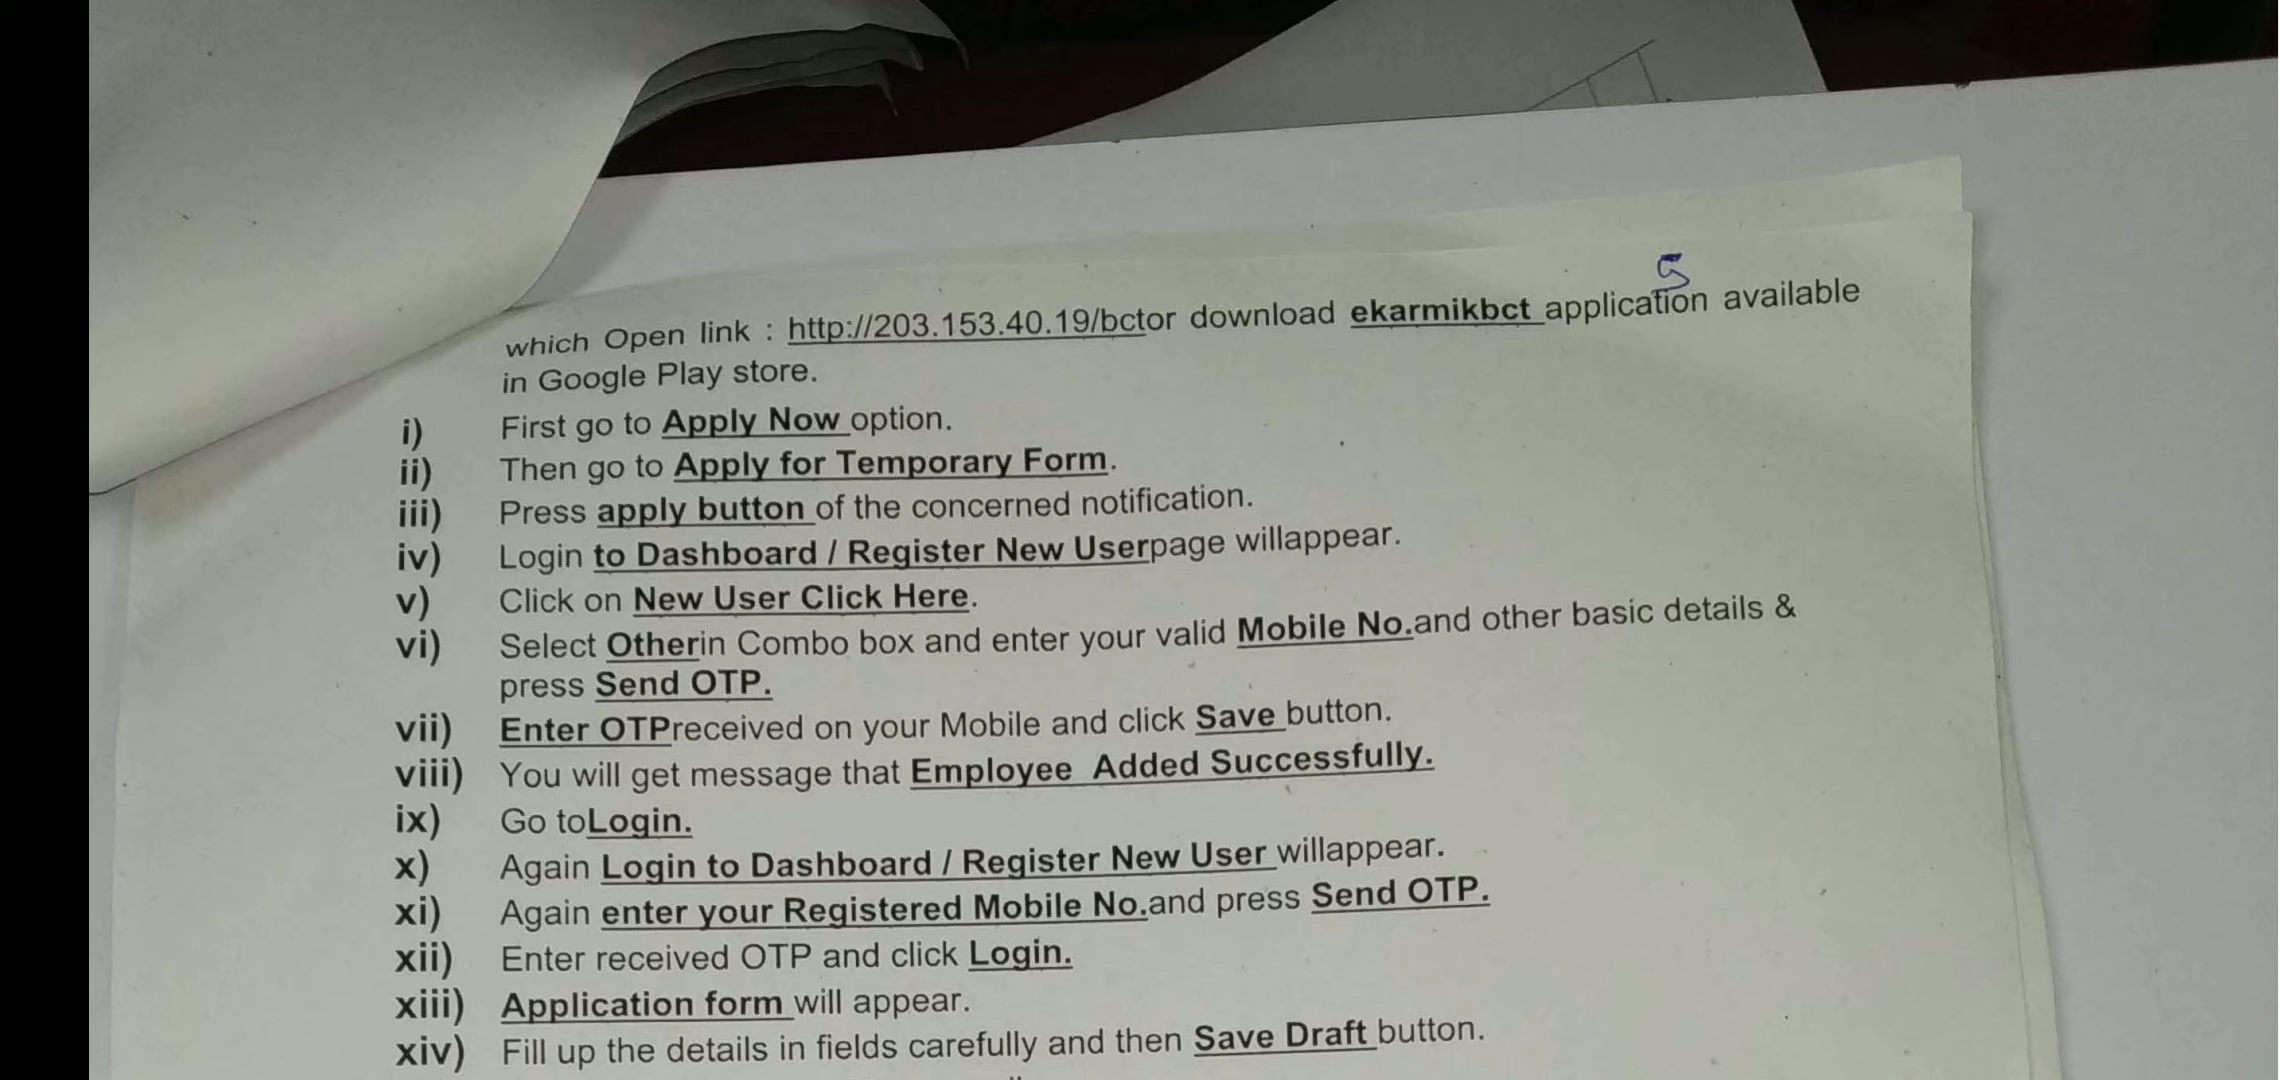 5
which Open link : http://203.153.40.19/bctor download ekarmikbct application available
in Google Play store.
i) First go to Apply Now option.
ii) Then go to Apply for Temporary Form.
iii) Press apply button of the concerned notification.
iv) Login to Dashboard / Register New Userpage willappear.
v) Click on New User Click Here.
vi) Select Otherin Combo box and enter your valid Mobile No.and other basic details &
press Send OTP.
vii) Enter OTPreceived on your Mobile and click Save button.
viii) You will get message that Employee Added Successfully.
ix) Go toLogin.
x) Again Login to Dashboard / Register New User willappear.
xi) Again enter your Registered Mobile No.and press Send OTP.
xii) Enter received OTP and click Login.
xiii) Application form will appear.
xiv) Fill up the details in fields carefully and then Save Draft button.